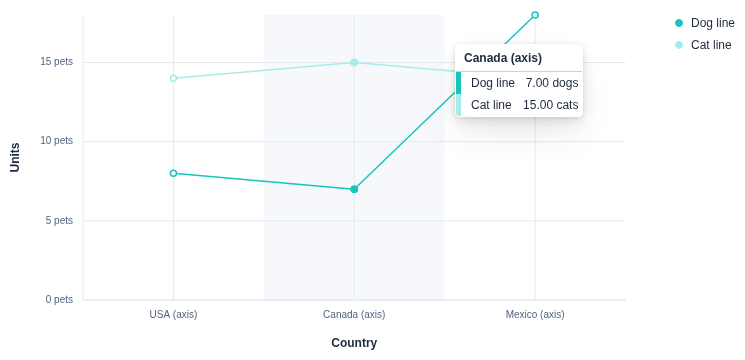 Dog line
Cat line
Units
15 pets
10 pets
5 pets
0 pets
Canada (axis)
Dog line 7.00 dogs
Cat line 15.00 cats
USA (axis)
Canada (axis)
Mexico (axis)
Country